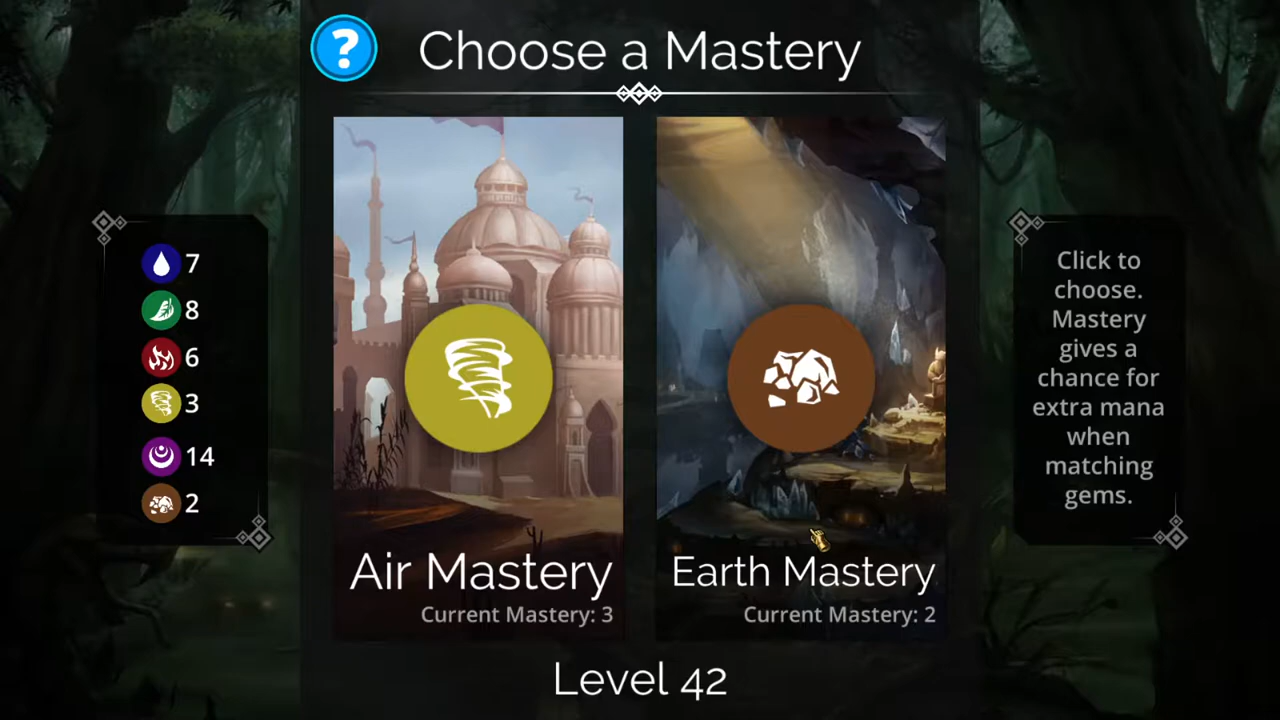 ?
Choose a Mastery
7
8
6
3
14
2
Air Mastery
Current Mastery: 3
Earth Mastery
Current Mastery: 2
Click to
choose.
Mastery
gives a
chance for
extra mana
when
matching
gems.
Level 42